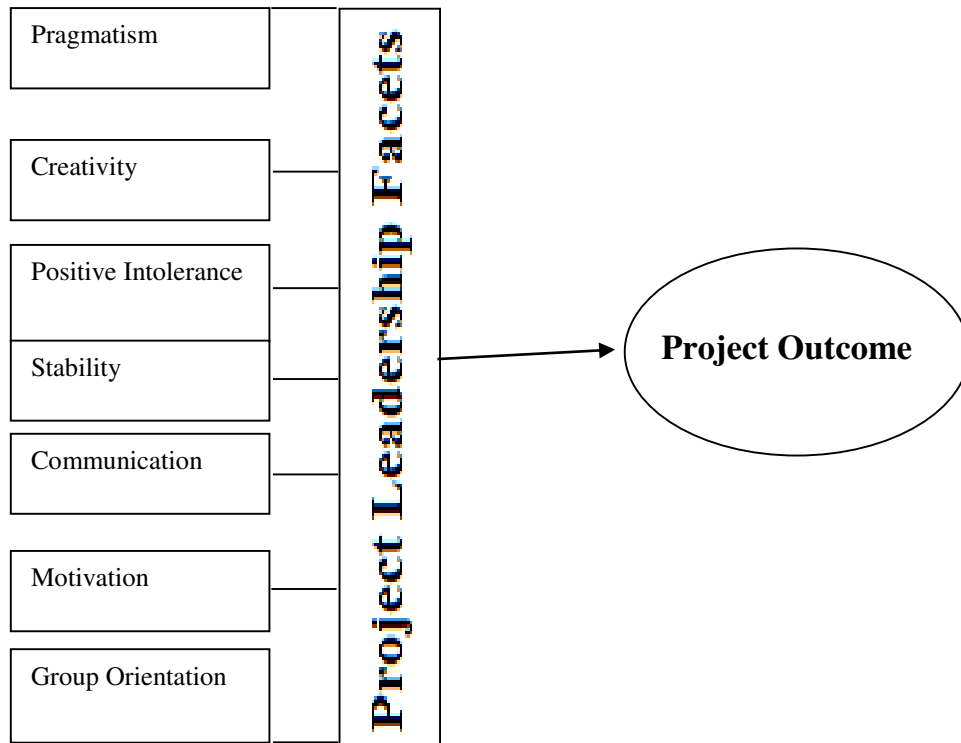 Pragmatism
Creativity
Positive Intolerance
Stability
Communication
Motivation
Group Orientation
Project Leadership Facets
Project Outcome